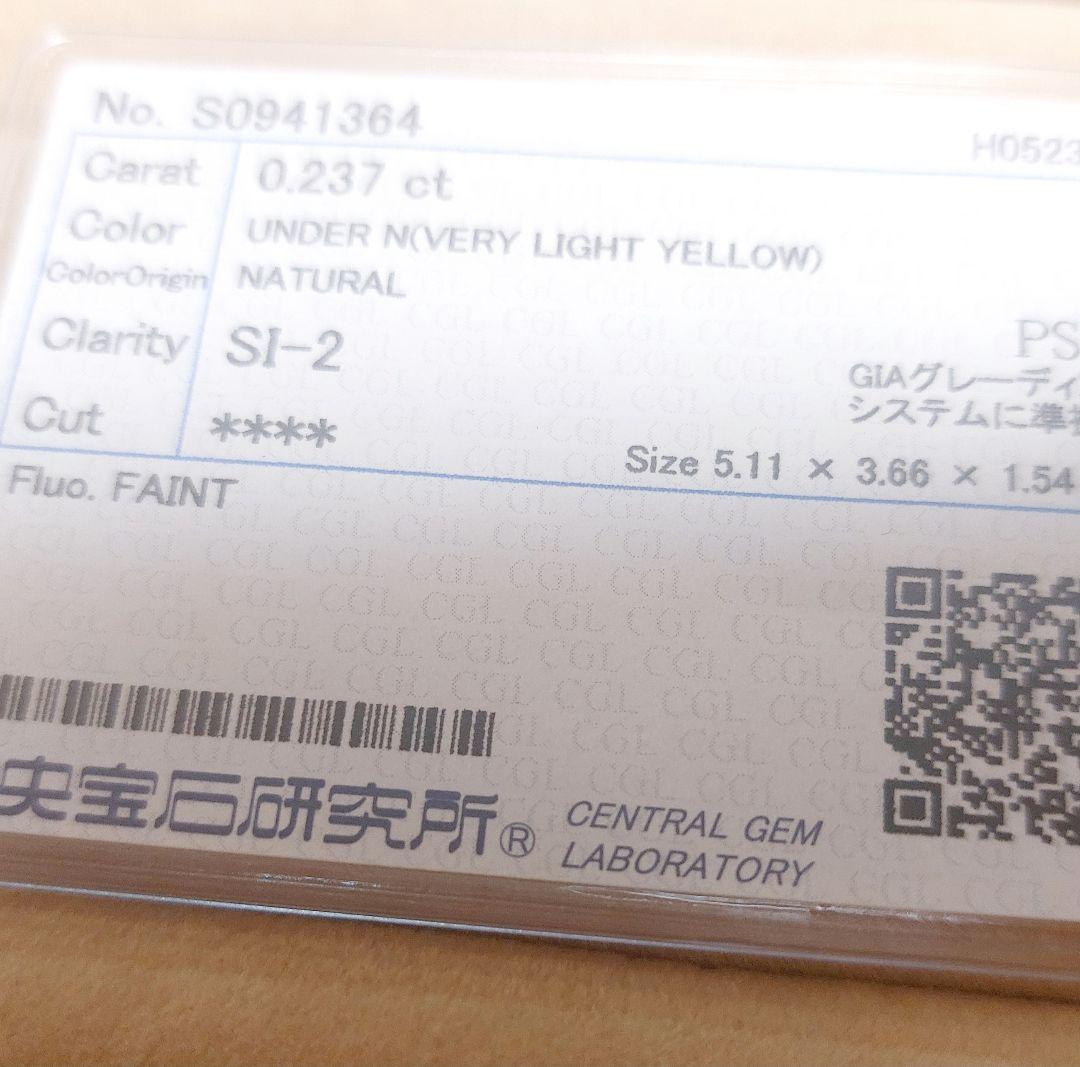 No. S0941364
H0523
Carat 0.237 ct
Color UNDER N(VERY LIGHT YELLOW)
ColorOrigin NATURAL
Clarity SI-2
PS
GIAグレーディ
システムに準拠
Cut ****
Size 5.11 × 3.66 × 1.54
Fluo. FAINT
央宝石研究所®
CENTRAL GEM
LABORATORY